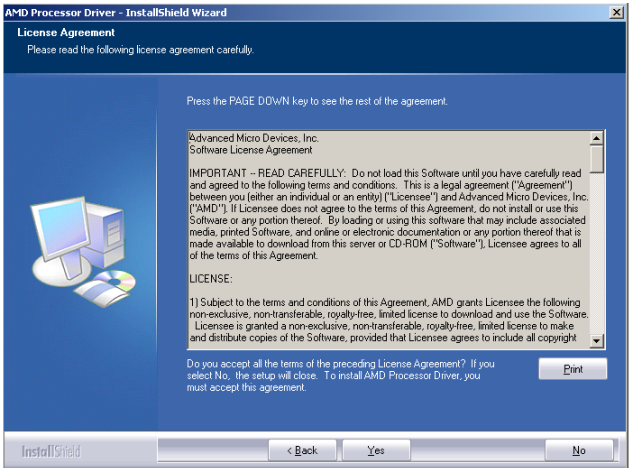 AMD Processor Driver - InstallShield Wizard
License Agreement
Please read the following license agreement carefully.
Press the PAGE DOWN key to see the rest of the agreement.
Advanced Micro Devices, Inc.
Software License Agreement
IMPORTANT -- READ CAREFULLY:  Do not load this Software until you have carefully read
and agreed to the following terms and conditions.  This is a legal agreement ("Agreement")
between you (either an individual or an entity) ("Licensee") and Advanced Micro Devices, Inc.
("AMD"). If Licensee does not agree to the terms of this Agreement, do not install or use this
Software or any portion thereof.  By loading or using this software that may include associated
media, printed Software, and online or electronic documentation or any portion thereof that is
made available to download from this server or CD-ROM ("Software"), Licensee agrees to all
of the terms of this Agreement.
LICENSE:
1) Subject to the terms and conditions of this Agreement, AMD grants Licensee the following
non-exclusive, non-transferable, royalty-free, limited license to download and use the Software.
Licensee is granted a non-exclusive, non-transferable, royalty-free, limited license to make
and distribute copies of the Software, provided that Licensee agrees to include all copyright
Do you accept all the terms of the preceding License Agreement?  If you
select No,  the setup will close.  To install AMD Processor Driver, you
must accept this agreement.
Print
InstallShield
< Back
Yes
No